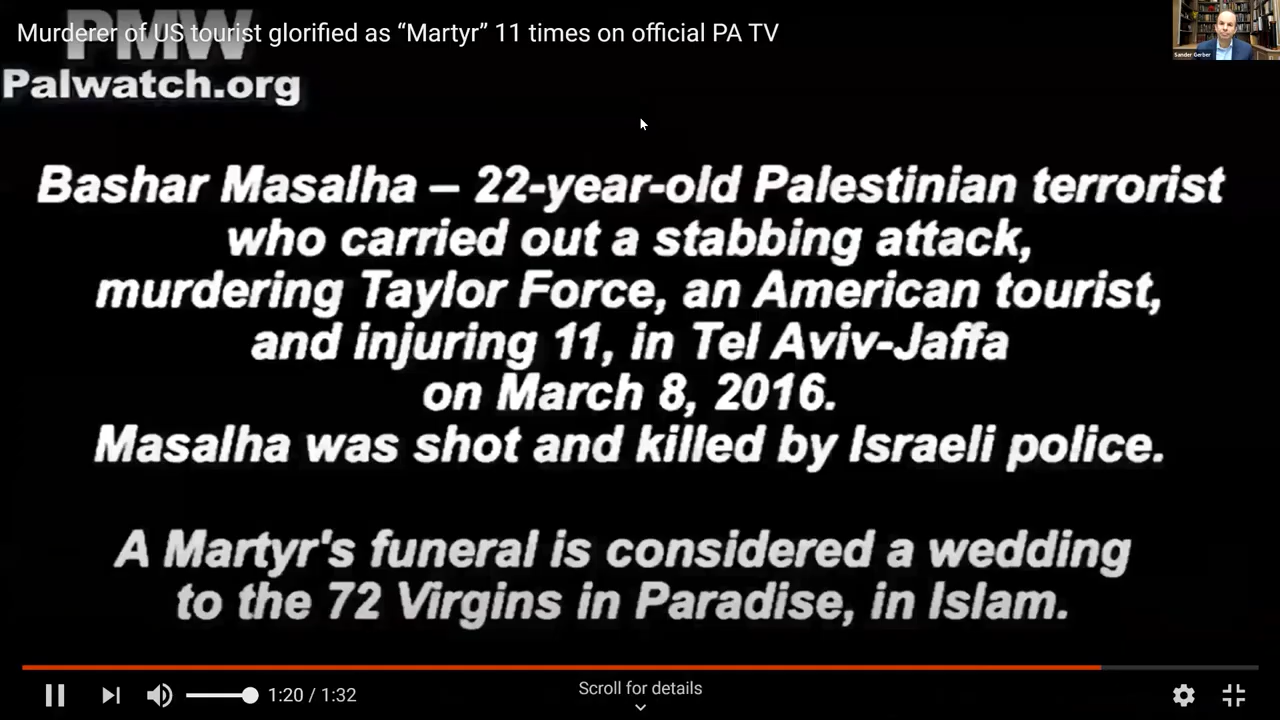 PMW
Murderer of US tourist glorified as “Martyr” 11 times on official PA TV
Palwatch.org
Sander Gerber
Bashar Masalha – 22-year-old Palestinian terrorist
who carried out a stabbing attack,
murdering Taylor Force, an American tourist,
and injuring 11, in Tel Aviv-Jaffa
on March 8, 2016.
Masalha was shot and killed by Israeli police.
A Martyr's funeral is considered a wedding
to the 72 Virgins in Paradise, in Islam.
1:20 / 1:32
Scroll for details